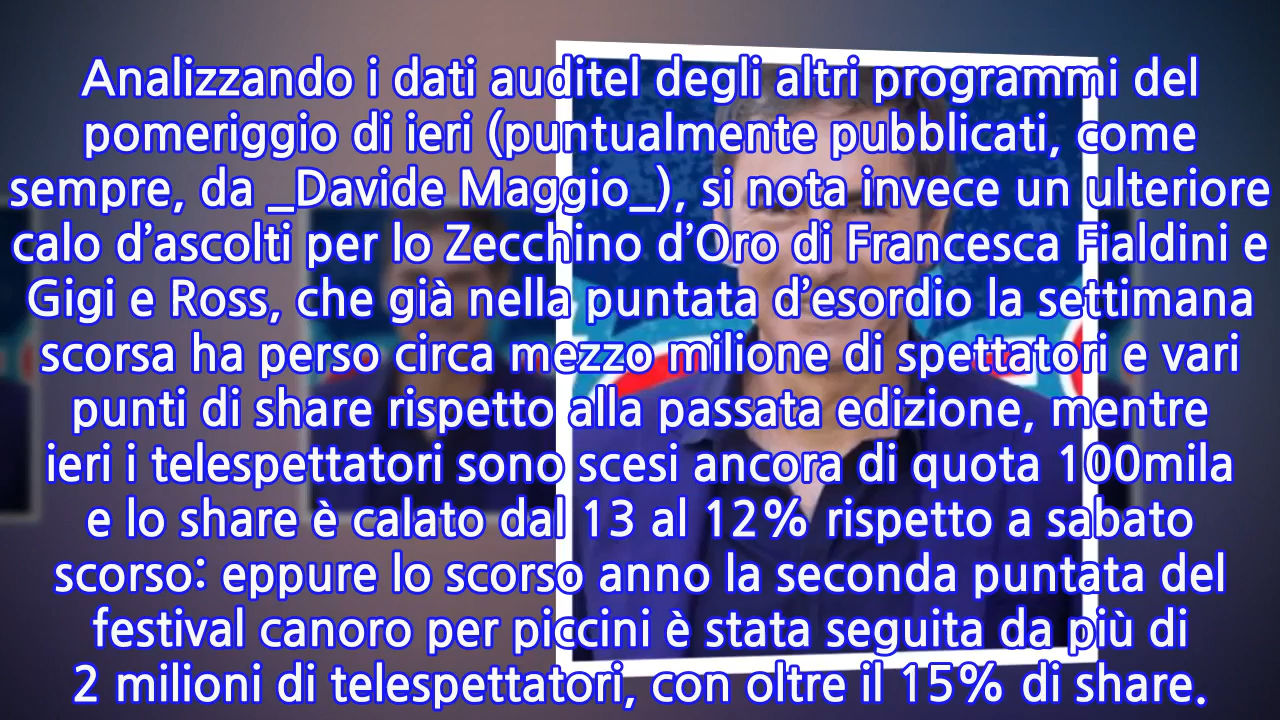 Analizzando i dati auditel degli altri programmi del
pomeriggio di ieri (puntualmente pubblicati, come
sempre, da _Davide Maggio_), si nota invece un ulteriore
calo d’ascolti per lo Zecchino d’Oro di Francesca Fialdini e
Gigi e Ross, che già nella puntata d’esordio la settimana
scorsa ha perso circa mezzo milione di spettatori e vari
punti di share rispetto alla passata edizione, mentre
ieri i telespettatori sono scesi ancora di quota 100mila
e lo share è calato dal 13 al 12% rispetto a sabato
scorso: eppure lo scorso anno la seconda puntata del
festival canoro per piccini è stata seguita da più di
2 milioni di telespettatori, con oltre il 15% di share.